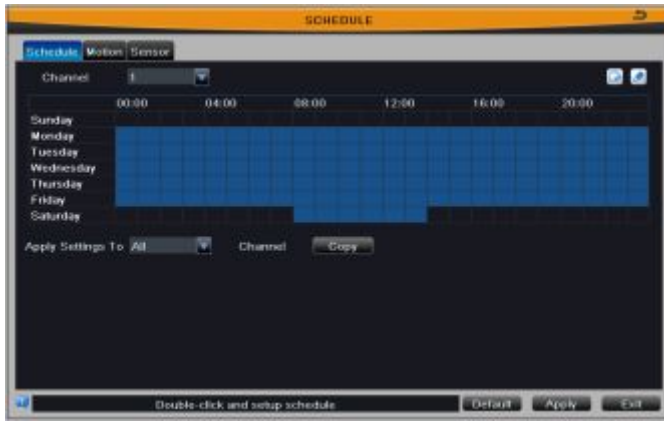 SCHEDULE
Schedule Motion Sensor
Channel 1
00:00 04:00 08:00 12:00 16:00 20:00
Sunday
Monday
Tuesday
Wednesday
Thursday
Friday
Saturday
Apply Settings To All Channel Copy
Double-click and setup schedule Default Apply Exit